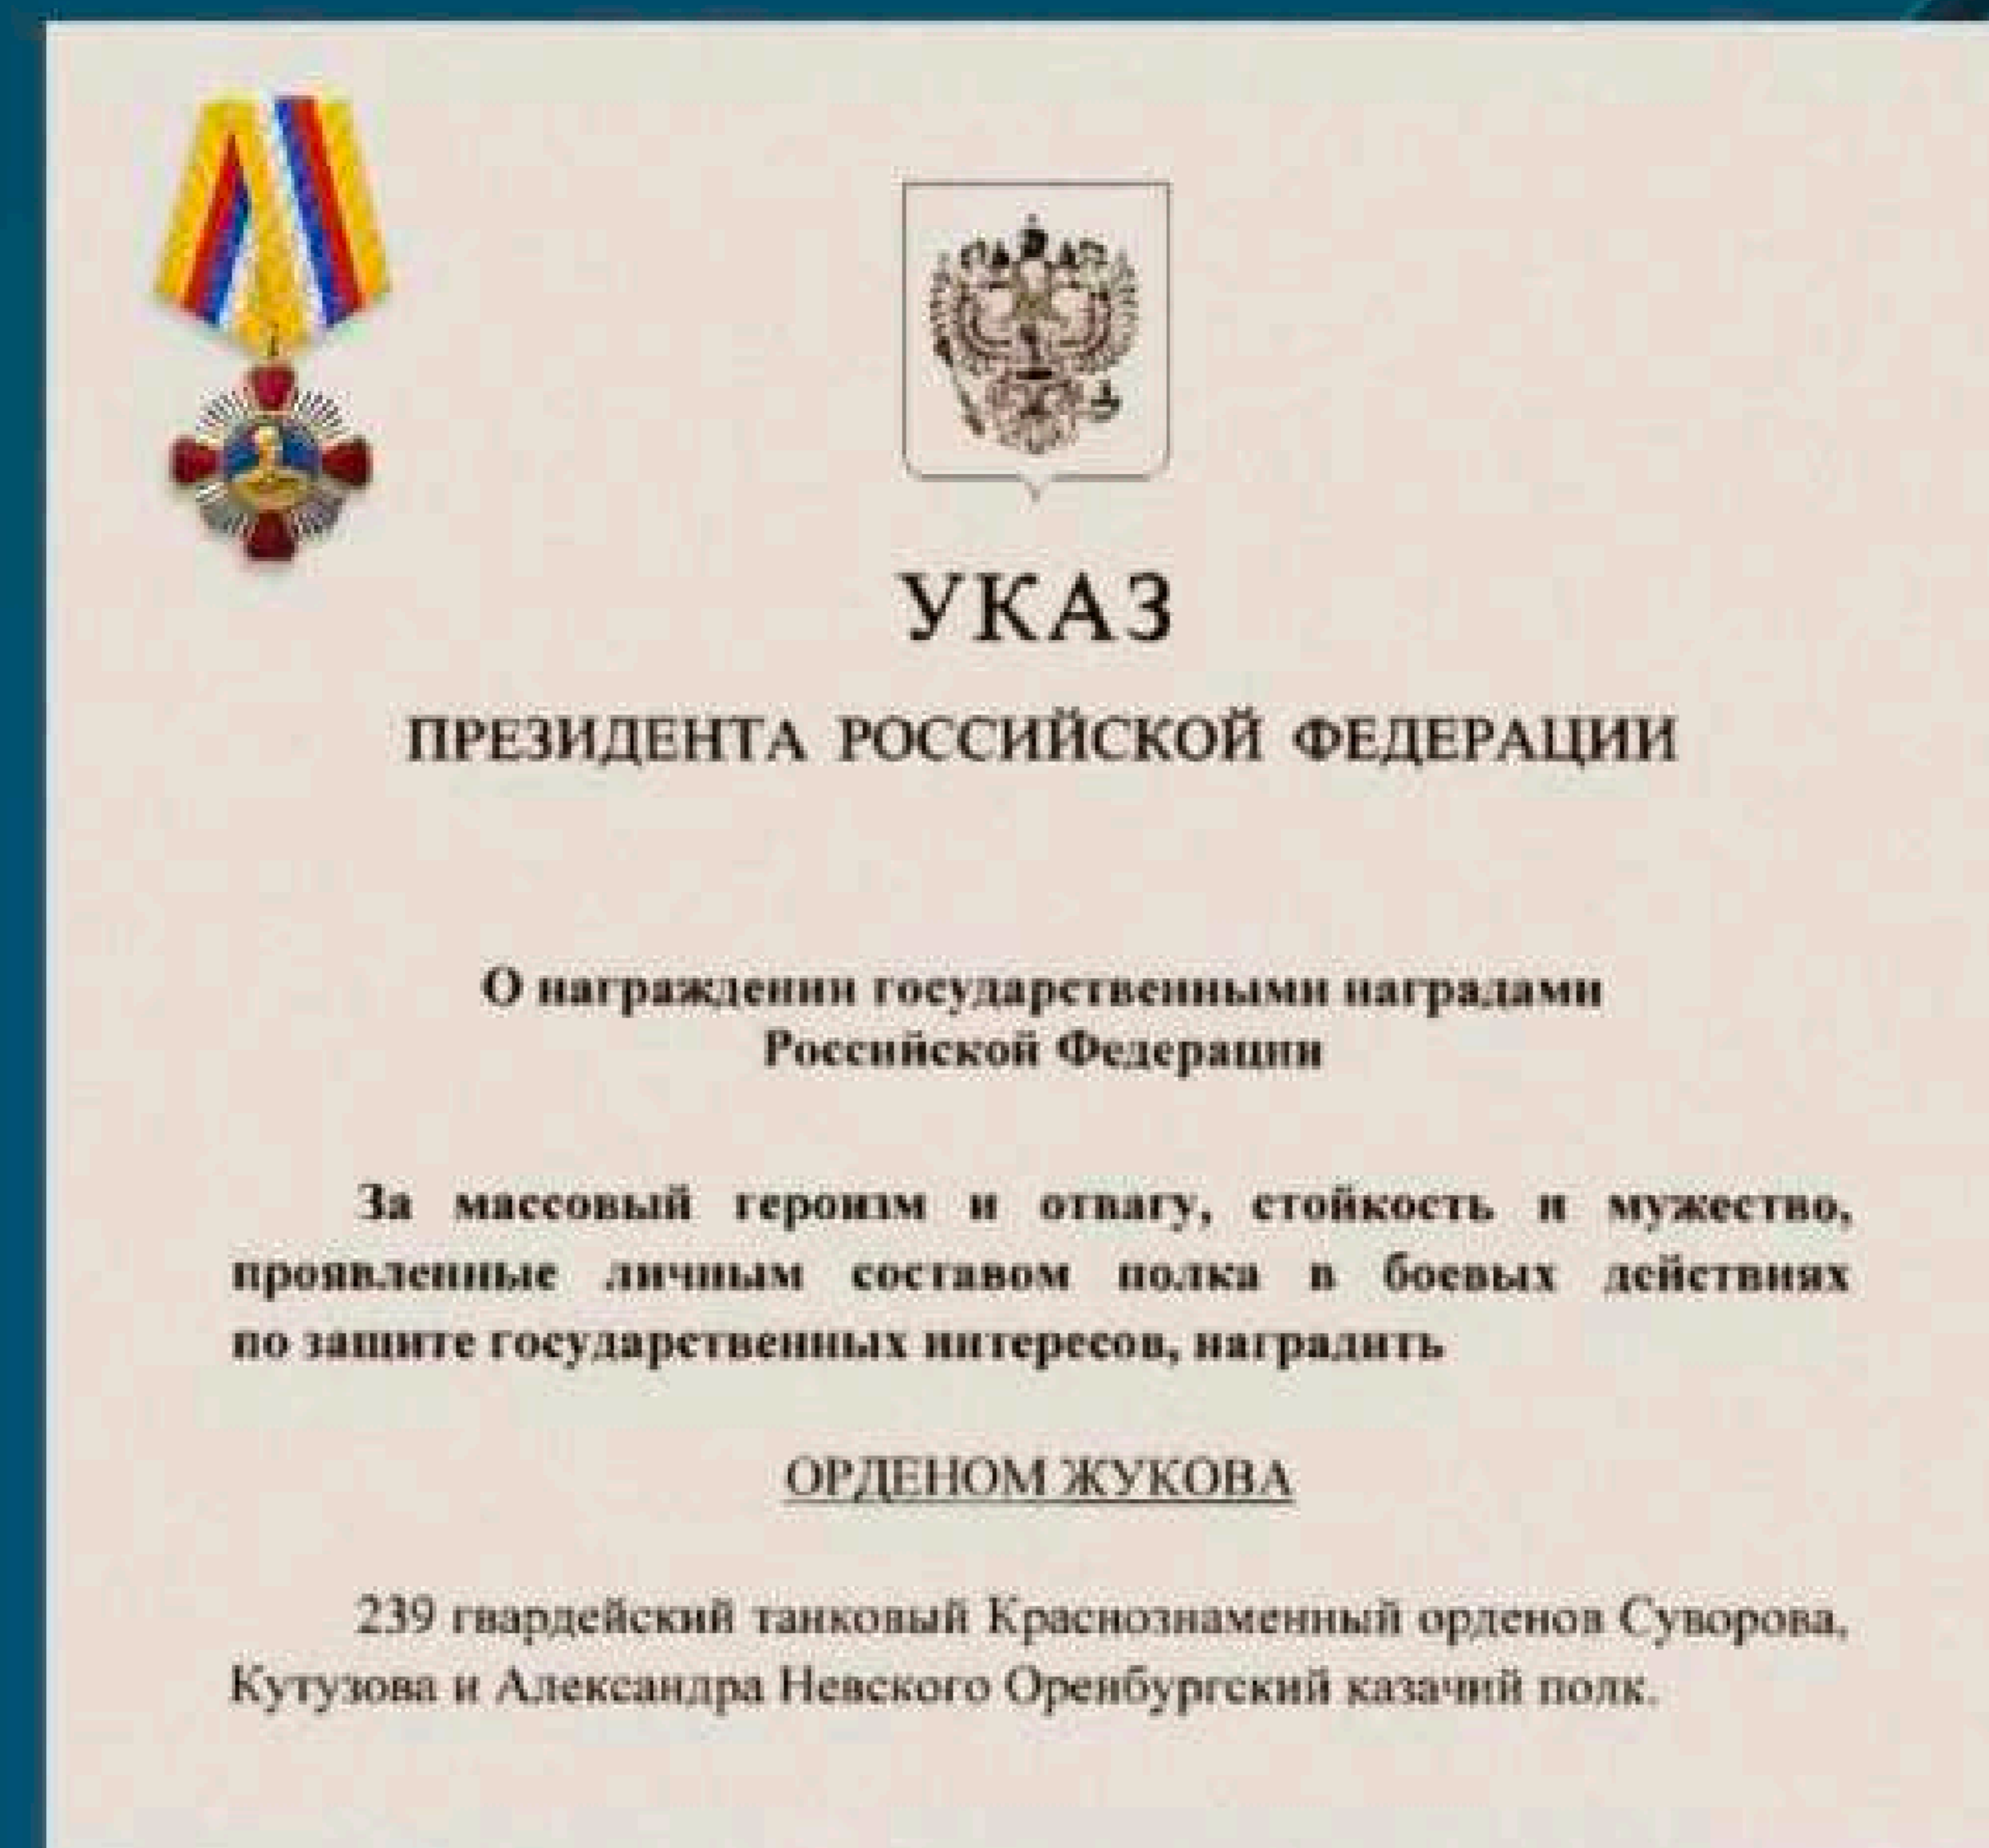 УКАЗ
ПРЕЗИДЕНТА РОССИЙСКОЙ ФЕДЕРАЦИИ
О награждении государственными наградами
Российской Федерации
За массовый героизм и отвагу, стойкость и мужество,
проявленные личным составом полка в боевых действиях
по защите государственных интересов, наградить
ОРДЕНОМ ЖУКОВА
239 гвардейский танковый Краснознаменный орденов Суворова,
Кутузова и Александра Невского Оренбургский казачий полк.